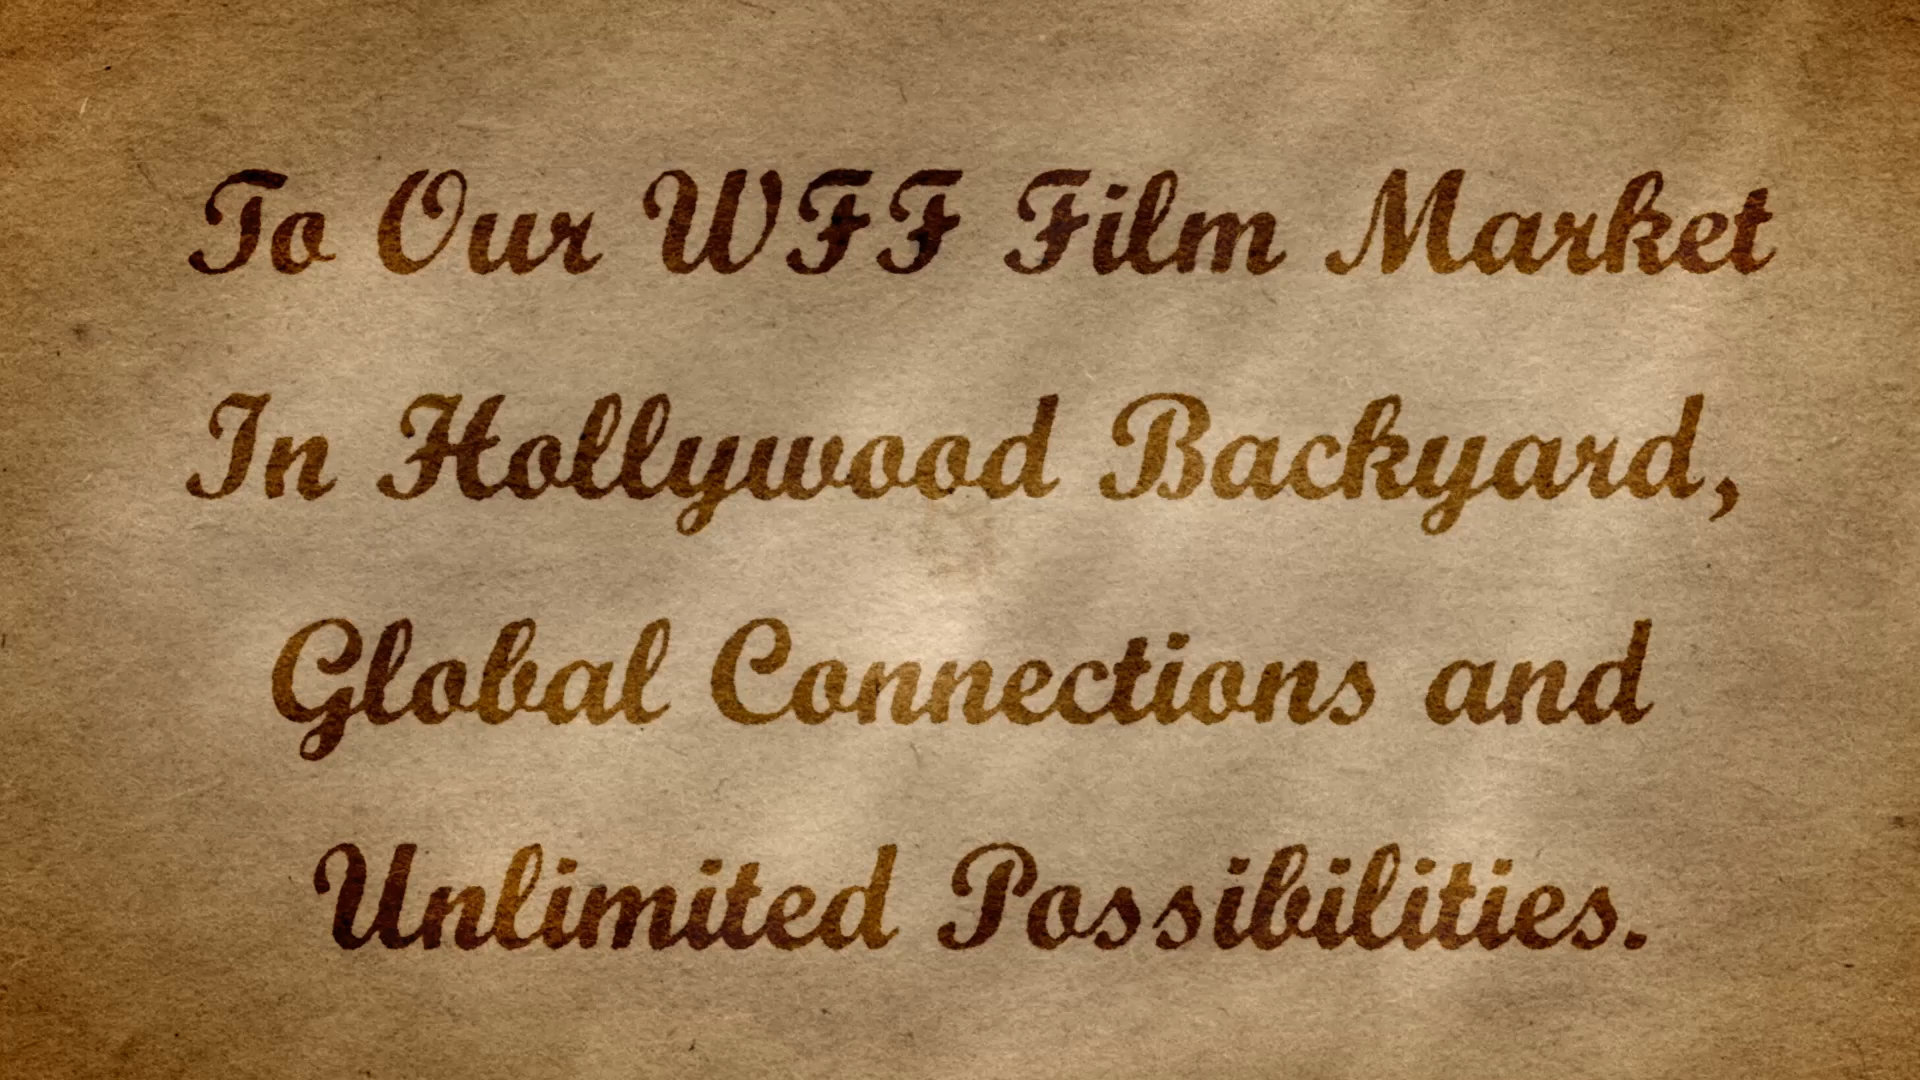 To Our WFF Film Market
In Hollywood Backyard,
Global Connections and
Unlimited Possibilities.